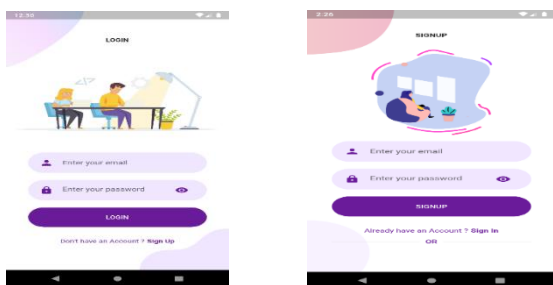 12:32
LOGIN
Enter your email
Enter your password
LOGIN
Don't have an Account ? Sign Up
2:26
SIGNUP
Enter your email
Enter your password
SIGNUP
Already have an Account ? Sign In
OR